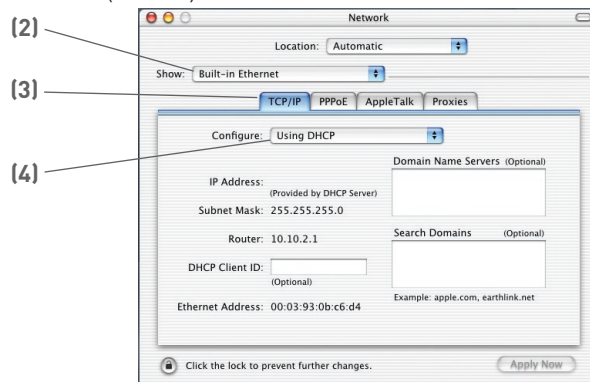 Network
(2)
Location: Automatic
Show: Built-in Ethernet
(3)
TCP/IP PPPoE AppleTalk Proxies
Configure: Using DHCP
(4)
Domain Name Servers (Optional)
IP Address:
(Provided by DHCP Server)
Subnet Mask: 255.255.255.0
Router: 10.10.2.1
Search Domains (Optional)
DHCP Client ID:
(Optional)
Example: apple.com, earthlink.net
Ethernet Address: 00:03:93:0b:c6:d4
Click the lock to prevent further changes.
Apply Now